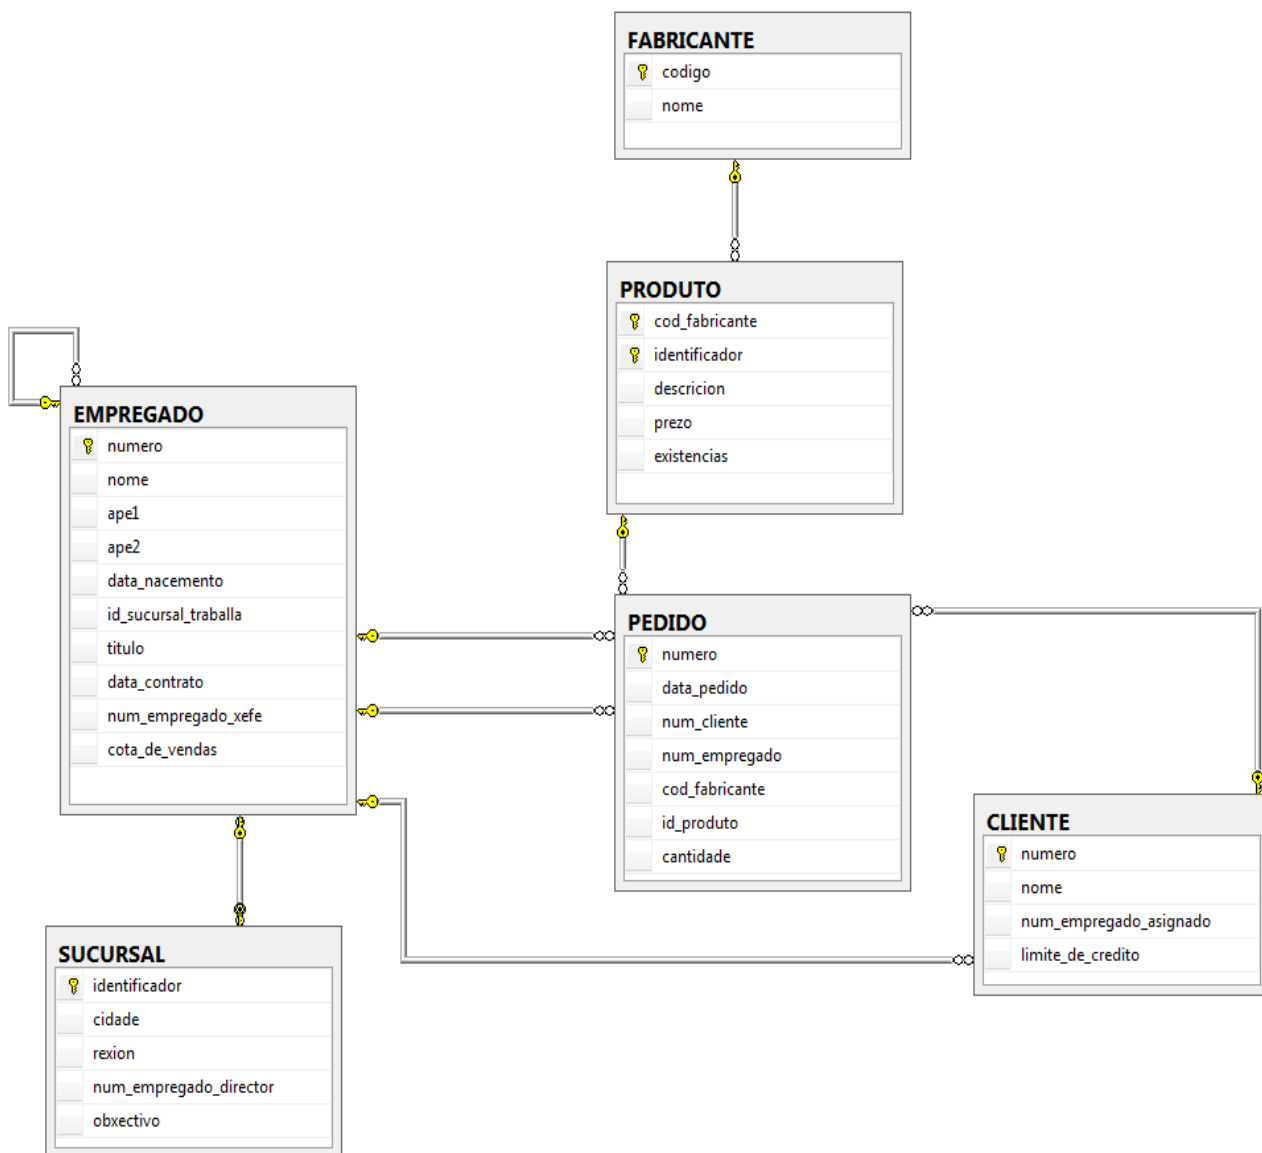 FABRICANTE
codigo
nome
PRODUTO
cod_fabricante
identificador
descricion
prezo
existencias
EMPREGADO
numero
nome
ape1
ape2
data_nacemento
id_sucursal_traballa
titulo
data_contrato
num_empregado_xefe
cota_de_vendas
PEDIDO
numero
data_pedido
num_cliente
num_empregado
cod_fabricante
id_produto
cantidade
CLIENTE
numero
nome
num_empregado_asignado
limite_de_credito
SUCURSAL
identificador
cidade
rexion
num_empregado_director
obxectivo